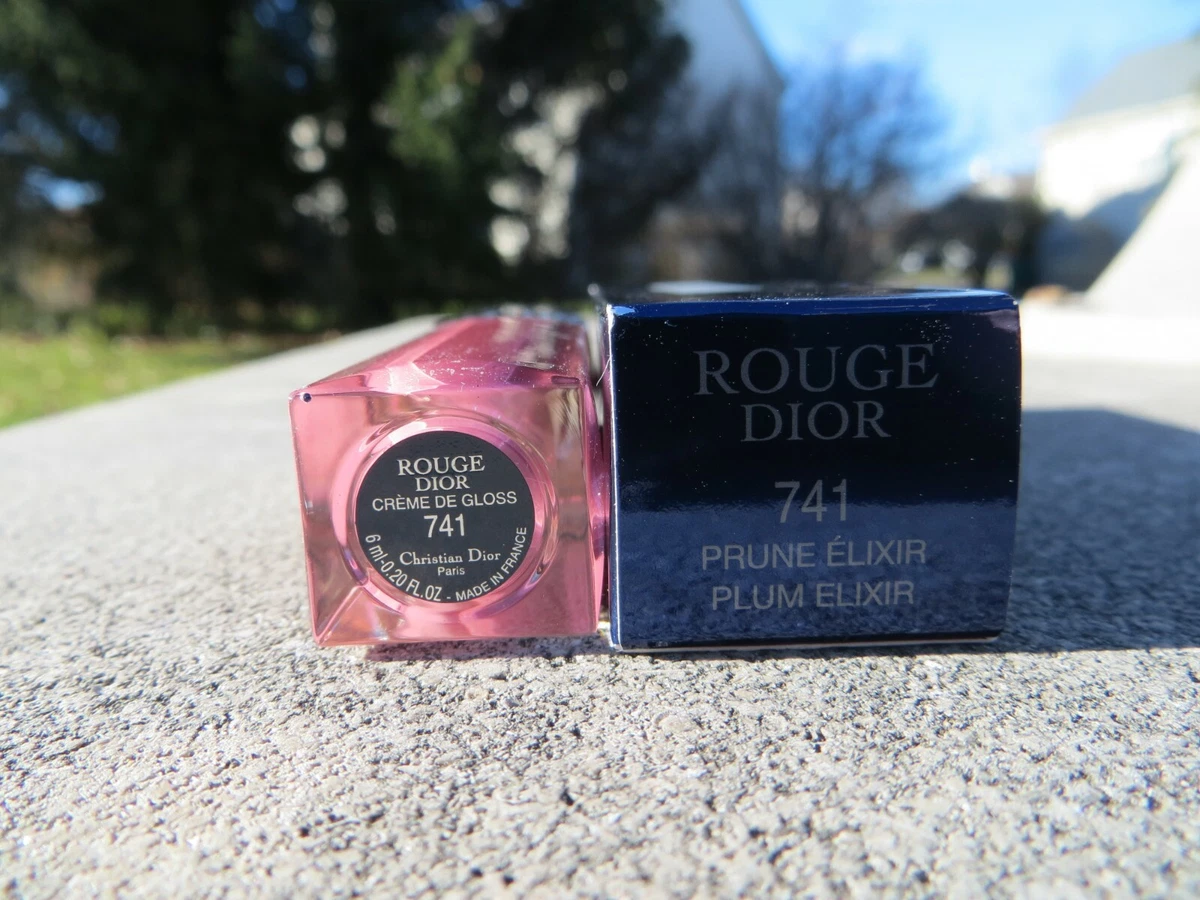 ROUGE
DIOR
CRÈME DE GLOSS
741
Christian Dior
Paris
6 ml-0.20 FL.OZ - MADE IN FRANCE
ROUGE
DIOR
741
PRUNE ÉLIXIR
PLUM ELIXIR